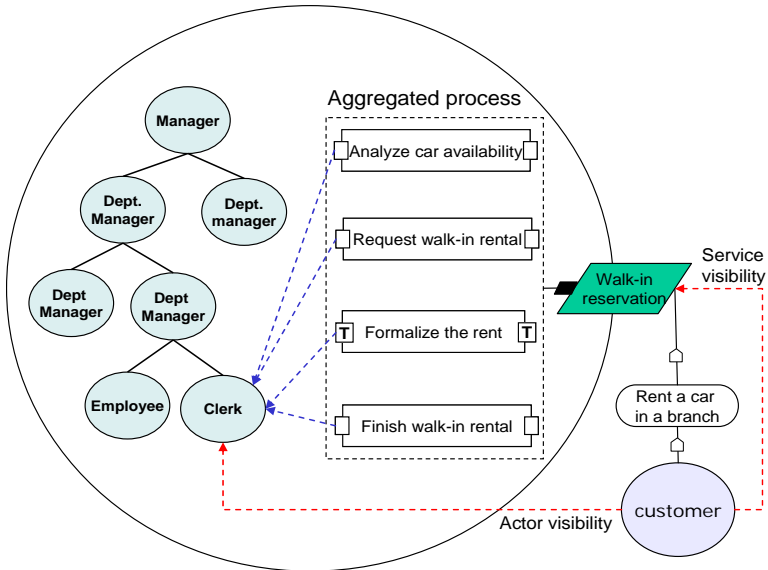 Aggregated process
Manager
Analyze car availability
Dept.
Manager
Dept.
manager
Request walk-in rental
Service
visibility
Walk-in
reservation
Dept
Manager
Dept
Manager
T
Formalize the rent
T
Employee
Clerk
Rent a car
in a branch
Finish walk-in rental
customer
Actor visibility